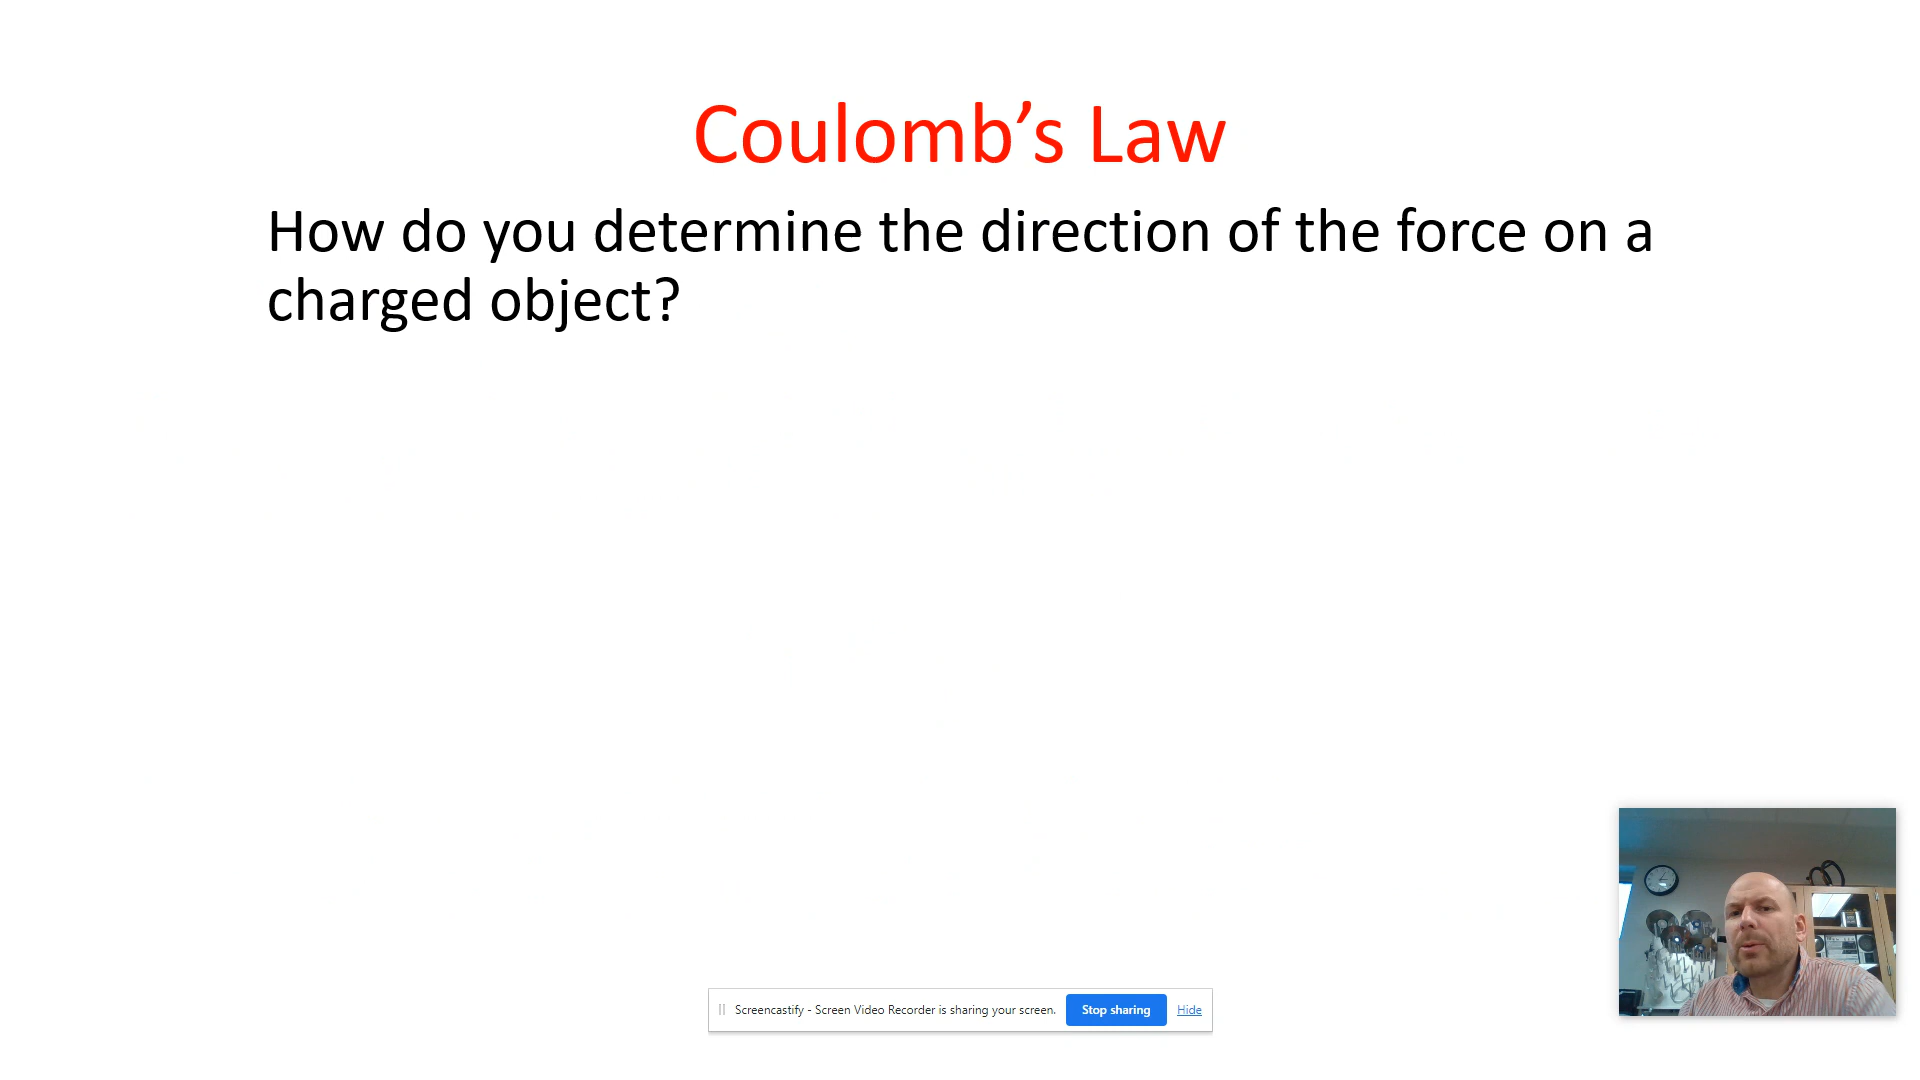 Coulomb’s Law
How do you determine the direction of the force on a
charged object?
Screencastify - Screen Video Recorder is sharing your screen. Stop sharing Hide